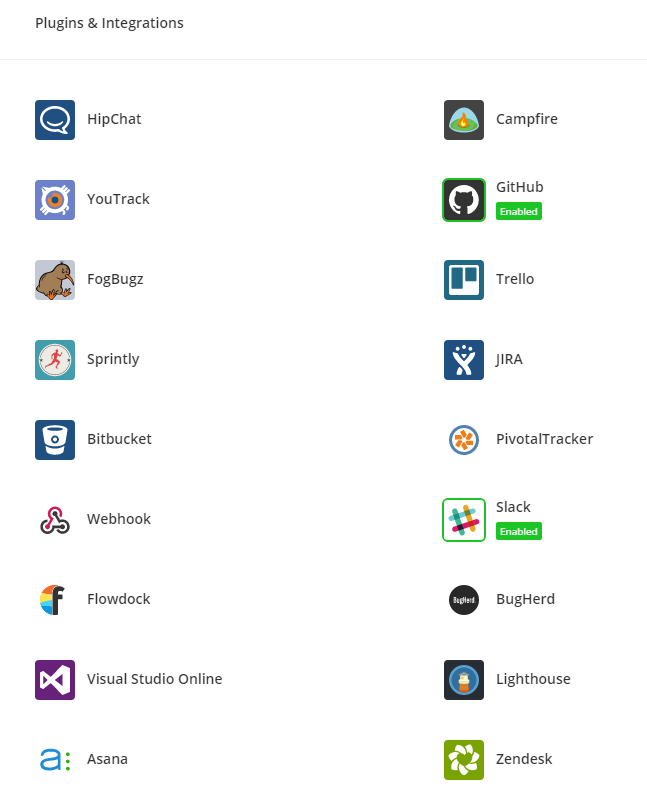 Plugins & Integrations
HipChat
Campfire
YouTrack
GitHub
Enabled
FogBugz
Trello
Sprintly
JIRA
Bitbucket
PivotalTracker
Webhook
Slack
Enabled
Flowdock
BugHerd.
BugHerd
Visual Studio Online
Lighthouse
a:
Asana
Zendesk